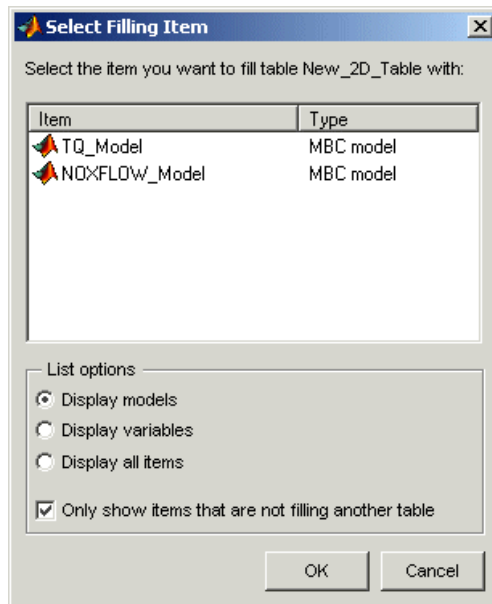 Select Filling Item
Select the item you want to fill table New_2D_Table with:
Item Type
TQ_Model MBC model
NOXFLOW_Model MBC model
List options
Display models
Display variables
Display all items
Only show items that are not filling another table
OK Cancel